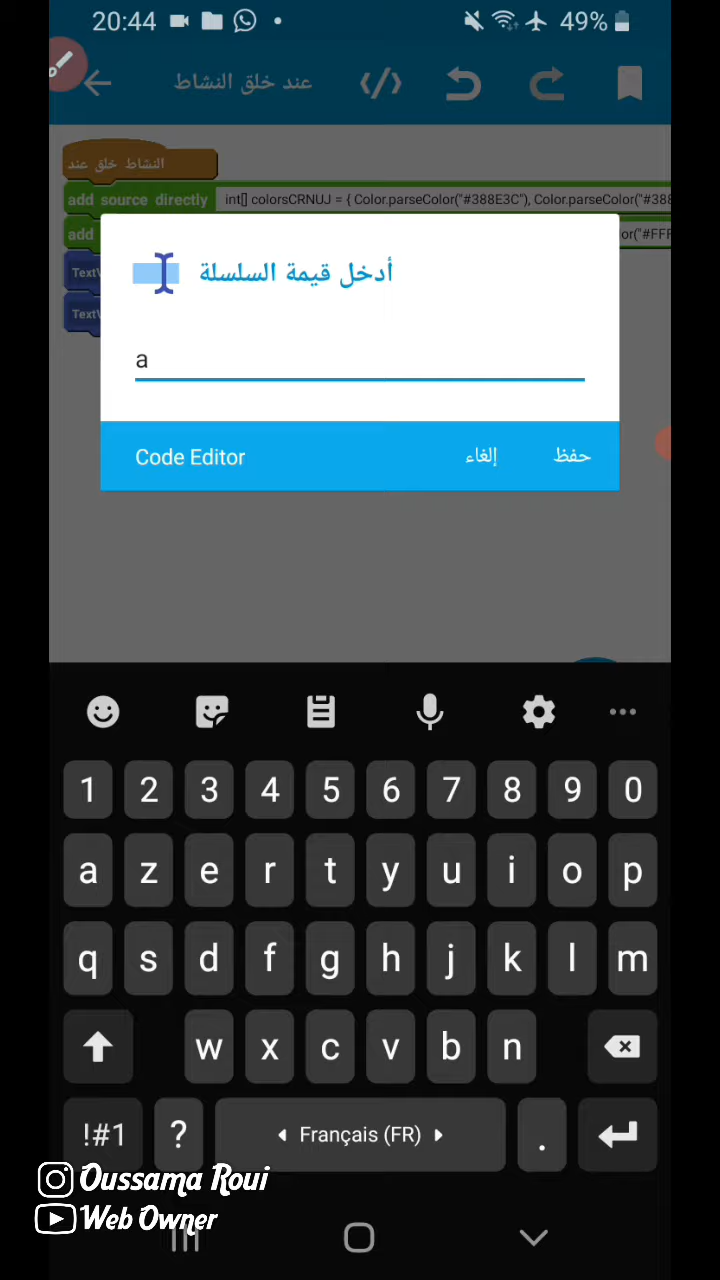 20:44
49%
عند خلق النشاط
النشاط خلق عند
add source directly int[] colorsCRNUJ = { Color.parseColor("#388E3C"), Color.parseColor("#388
add or("#FFF
TextV
TextV
أدخل قيمة السلسلة
a
Code Editor إلغاء حفظ
1 2 3 4 5 6 7 8 9 0
a z e r t y u i o p
q s d f g h j k l m
w x c v b n
!#1 ? Français (FR) .
Oussama Roui
Web Owner